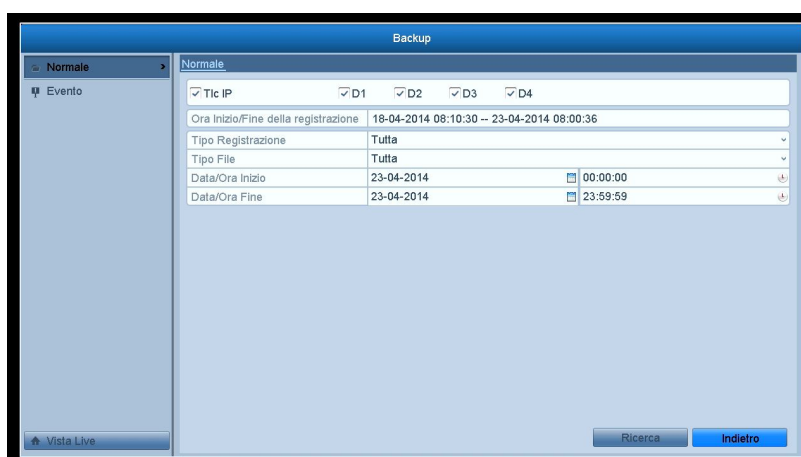 Backup
Normale
Evento
Normale
Tlc IP D1 D2 D3 D4
Ora Inizio/Fine della registrazione 18-04-2014 08:10:30 -- 23-04-2014 08:00:36
Tipo Registrazione Tutta
Tipo File Tutta
Data/Ora Inizio 23-04-2014 00:00:00
Data/Ora Fine 23-04-2014 23:59:59
Vista Live
Ricerca Indietro